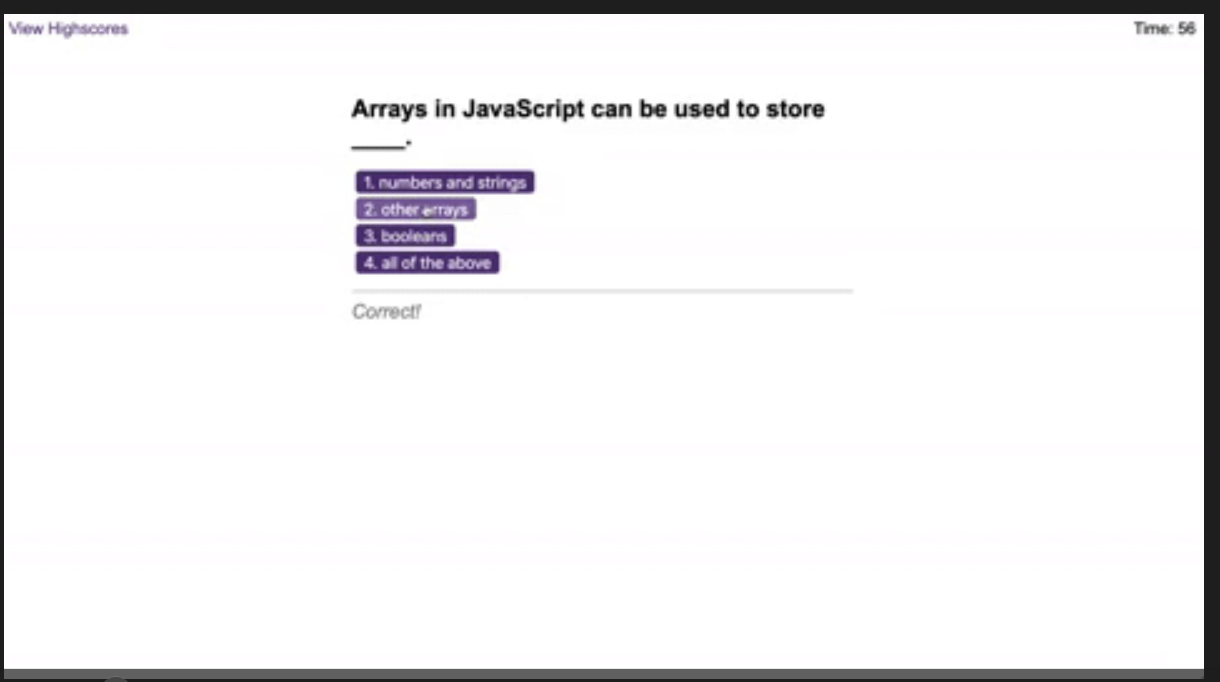 View Highscores
Time: 56
Arrays in JavaScript can be used to store
____.
1. numbers and strings
2. other arrays
3. booleans
4. all of the above
Correct!